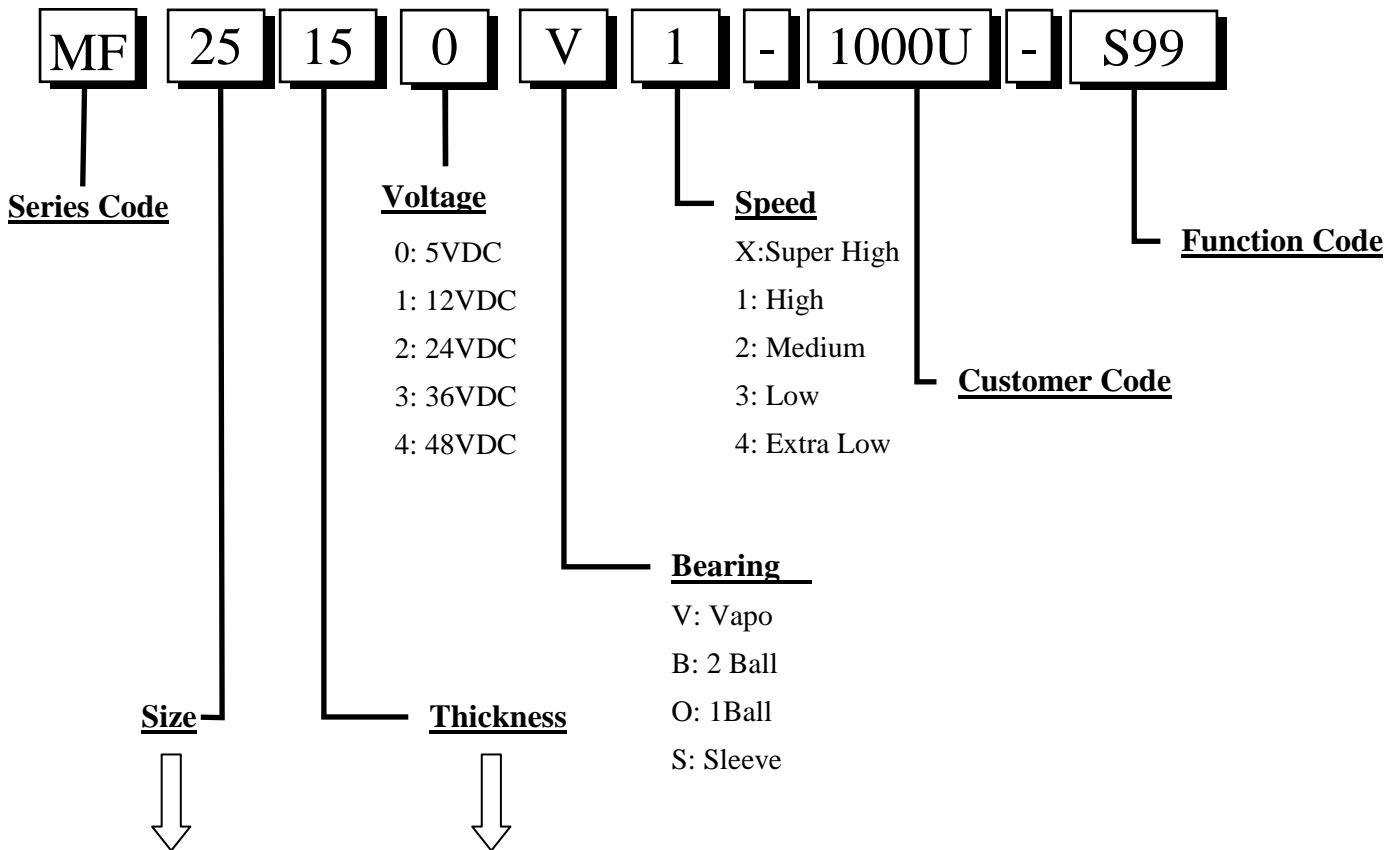 MF 25 15 0 V 1 - 1000U - S99
Series Code
Voltage
0: 5VDC
1: 12VDC
2: 24VDC
3: 36VDC
4: 48VDC
Speed
X:Super High
1: High
2: Medium
3: Low
4: Extra Low
Function Code
Customer Code
Bearing
V: Vapo
B: 2 Ball
O: 1Ball
S: Sleeve
Size
Thickness